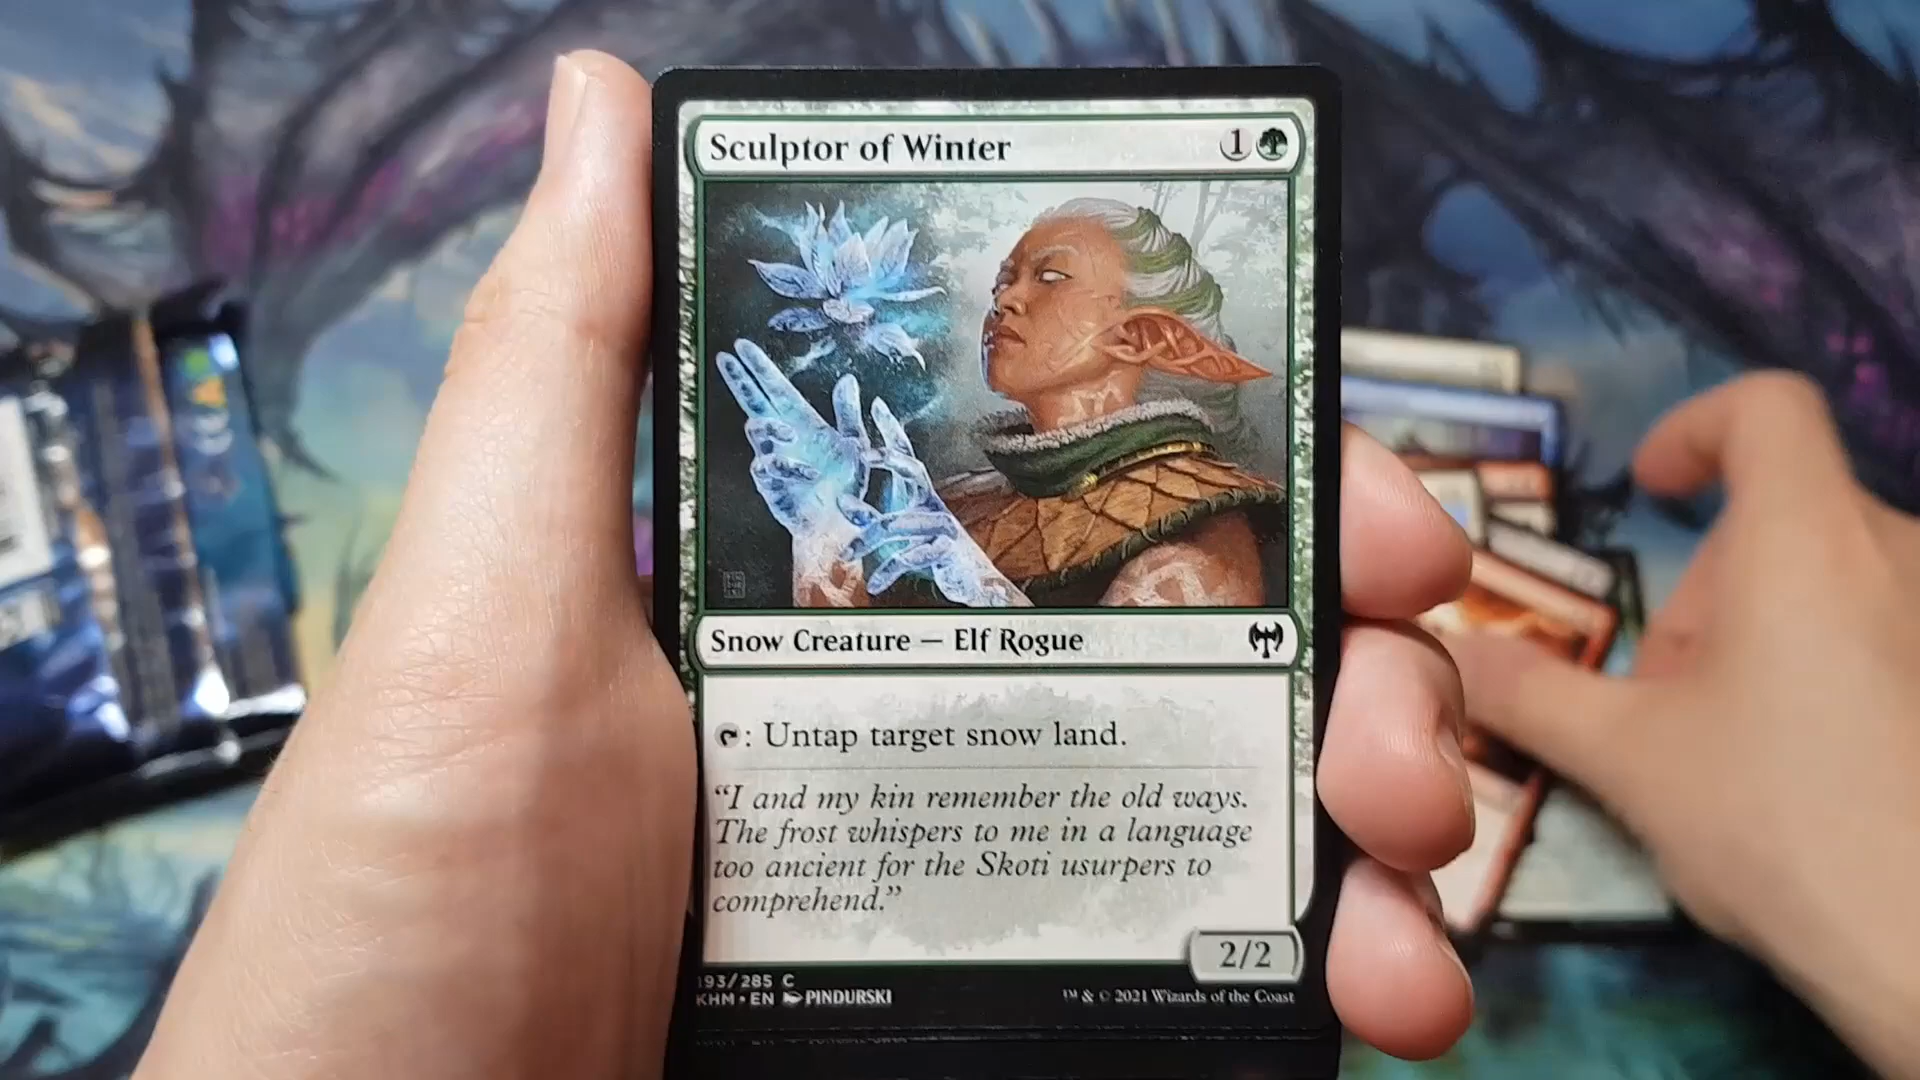 Sculptor of Winter 1
Snow Creature — Elf Rogue
: Untap target snow land.
“I and my kin remember the old ways.
The frost whispers to me in a language
too ancient for the Skoti usurpers to
comprehend.”
2/2
193/285 C
KHM • EN PINDURSKI
™ & © 2021 Wizards of the Coast